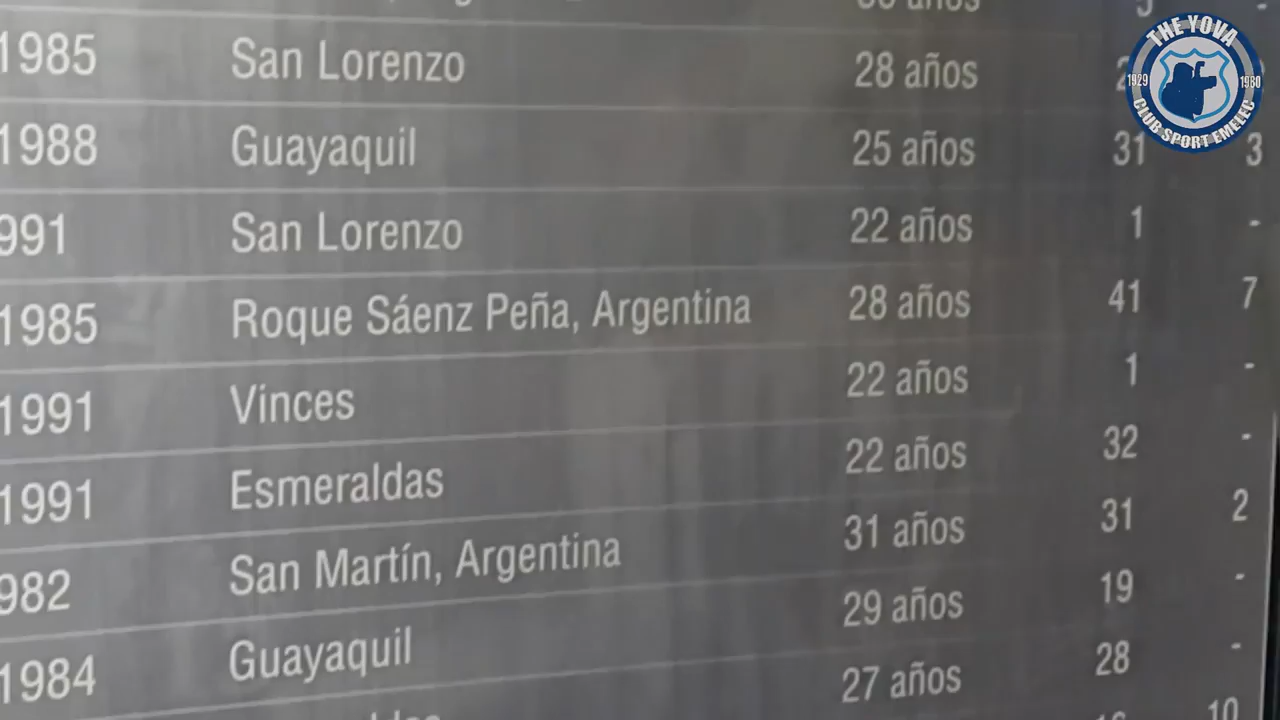 1985 San Lorenzo 28 años
1988 Guayaquil 25 años 31 3
991 San Lorenzo 22 años 1 -
1985 Roque Sáenz Peña, Argentina 28 años 41 7
1991 Vinces 22 años 1 -
1991 Esmeraldas 22 años 32 -
982 San Martín, Argentina 31 años 31 2
1984 Guayaquil 29 años 19 -
27 años 28 -
10
THE YOVA
1929 1980
CLUB SPORT EMELEC